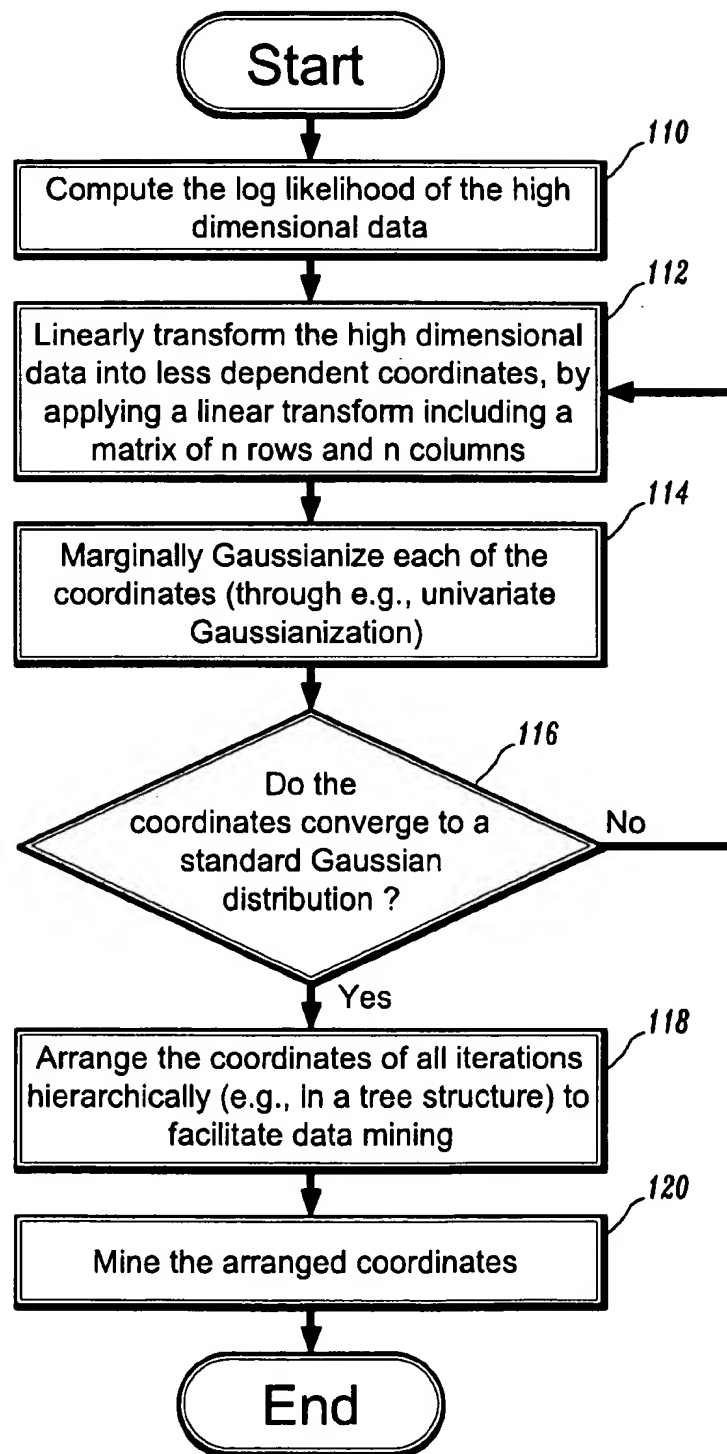 Start
110
Compute the log likelihood of the high
dimensional data
112
Linearly transform the high dimensional
data into less dependent coordinates, by
applying a linear transform including a
matrix of n rows and n columns
114
Marginally Gaussianize each of the
coordinates (through e.g., univariate
Gaussianization)
116
Do the
coordinates converge to a
standard Gaussian
distribution ?
No
Yes
118
Arrange the coordinates of all iterations
hierarchically (e.g., in a tree structure) to
facilitate data mining
120
Mine the arranged coordinates
End